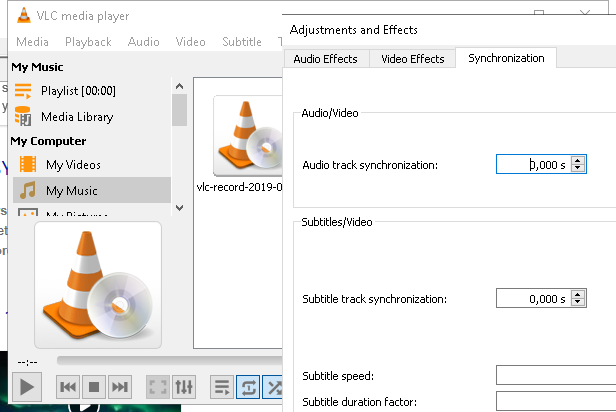 VLC media player
Media Playback Audio Video Subtitle
My Music
Playlist [00:00]
Media Library
My Computer
My Videos
My Music
My Pictures
vlc-record-2019-0
--:--
Adjustments and Effects
Audio Effects Video Effects Synchronization
Audio/Video
Audio track synchronization: 0,000 s
Subtitles/Video
Subtitle track synchronization: 0,000 s
Subtitle speed:
Subtitle duration factor: